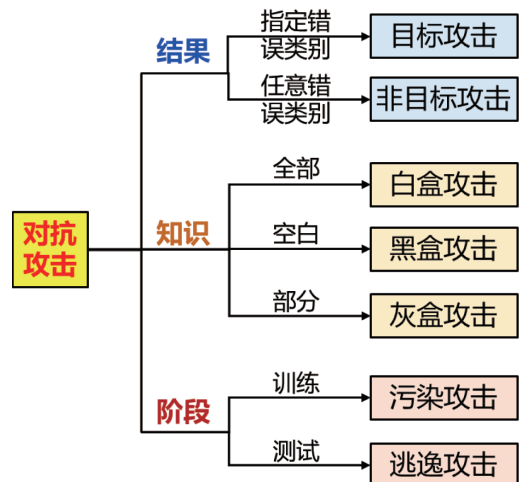 指定错
误类别
结果
目标攻击
任意错
误类别
非目标攻击
全部
白盒攻击
对抗
攻击
知识
空白
黑盒攻击
部分
灰盒攻击
阶段
训练
污染攻击
测试
逃逸攻击